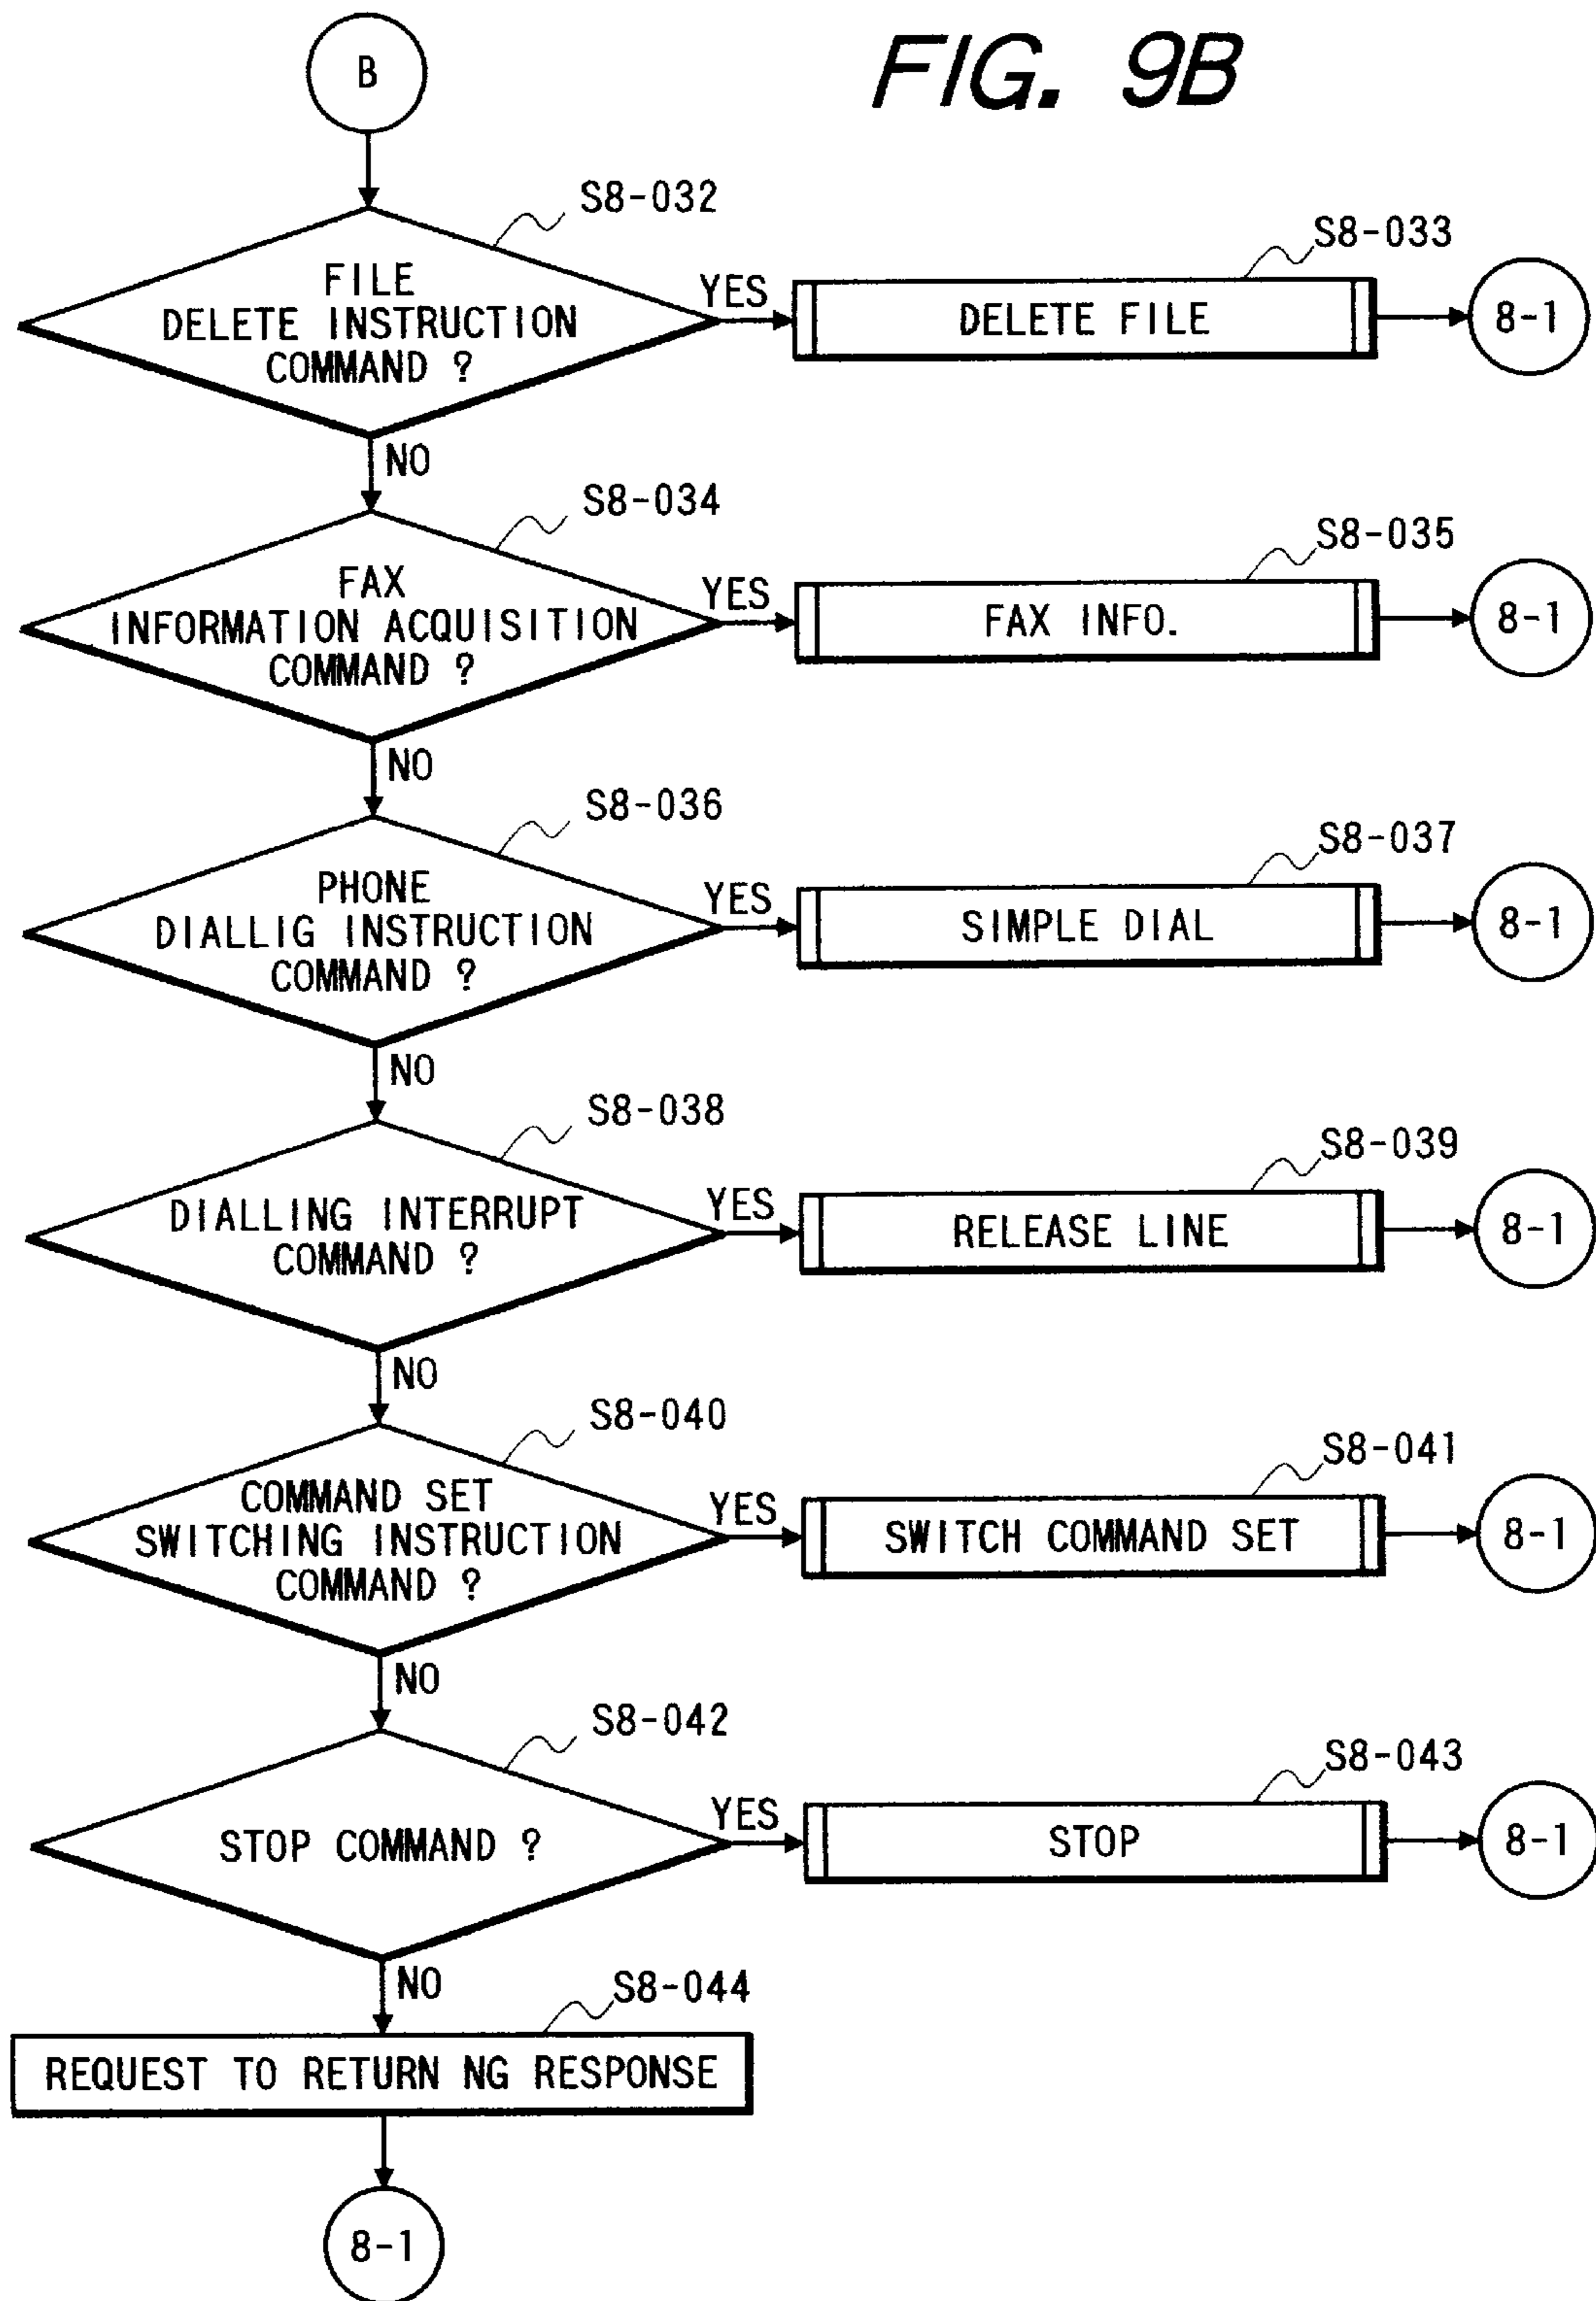 FIG. 9B
B
S8-032
FILE
DELETE INSTRUCTION
COMMAND ?
YES
S8-033
DELETE FILE
8-1
NO
S8-034
FAX
INFORMATION ACQUISITION
COMMAND ?
YES
S8-035
FAX INFO.
8-1
NO
S8-036
PHONE
DIALLIG INSTRUCTION
COMMAND ?
YES
S8-037
SIMPLE DIAL
8-1
NO
S8-038
DIALLING INTERRUPT
COMMAND ?
YES
S8-039
RELEASE LINE
8-1
NO
S8-040
COMMAND SET
SWITCHING INSTRUCTION
COMMAND ?
YES
S8-041
SWITCH COMMAND SET
8-1
NO
S8-042
STOP COMMAND ?
YES
S8-043
STOP
8-1
NO
S8-044
REQUEST TO RETURN NG RESPONSE
8-1